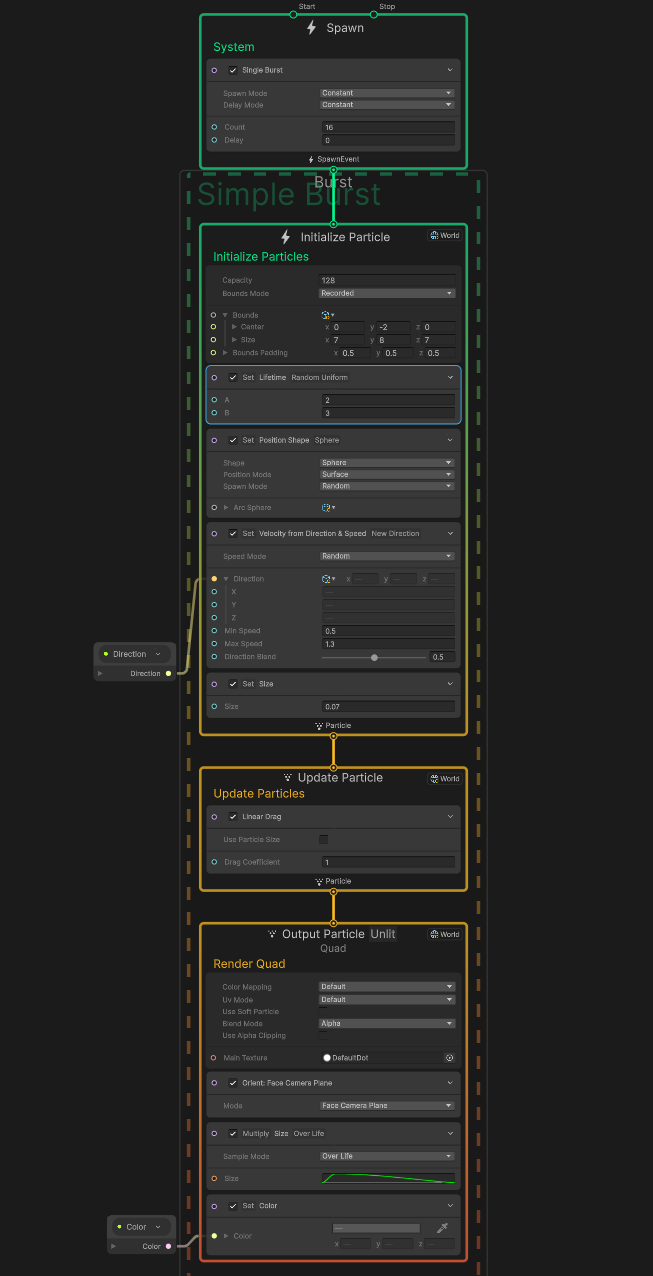 Start Stop
Spawn
System
Single Burst
Spawn Mode Constant
Delay Mode Constant
Count 16
Delay 0
SpawnEvent
Burst
Simple Burst
Initialize Particle World
Initialize Particles
Capacity 128
Bounds Mode Recorded
Bounds
Center x 0 y -2 z 0
Size x 7 y 8 z 7
Bounds Padding x 0.5 y 0.5 z 0.5
Set Lifetime Random Uniform
A 2
B 3
Set Position Shape Sphere
Shape Sphere
Position Mode Surface
Spawn Mode Random
Arc Sphere
Set Velocity from Direction & Speed New Direction
Speed Mode Random
Direction x — y — z —
X —
Y —
Z —
Min Speed 0.5
Max Speed 1.3
Direction Blend 0.5
Direction
Direction
Set Size
Size 0.07
Particle
Update Particle World
Update Particles
Linear Drag
Use Particle Size
Drag Coefficient 1
Particle
Output Particle Unlit World
Quad
Render Quad
Color Mapping Default
Uv Mode Default
Use Soft Particle
Blend Mode Alpha
Use Alpha Clipping
Main Texture DefaultDot
Orient: Face Camera Plane
Mode Face Camera Plane
Multiply Size Over Life
Sample Mode Over Life
Size
Set Color
Color —
x — y — z —
Color
Color